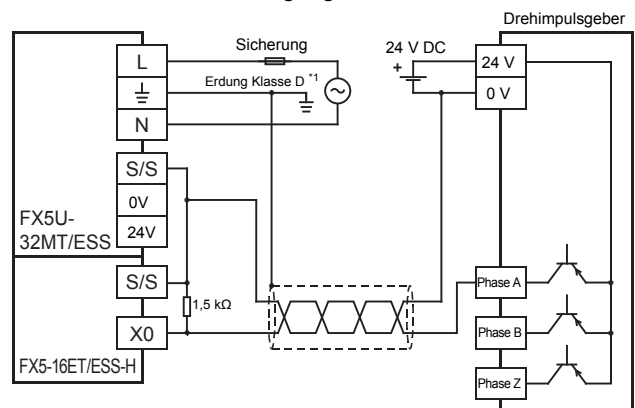 Drehimpulsgeber
L
Sicherung
24 V DC
+
24 V
Erdung Klasse D *1
0 V
N
S/S
0V
24V
FX5U-
32MT/ESS
S/S
1,5 kΩ
X0
FX5-16ET/ESS-H
Phase A
Phase B
Phase Z